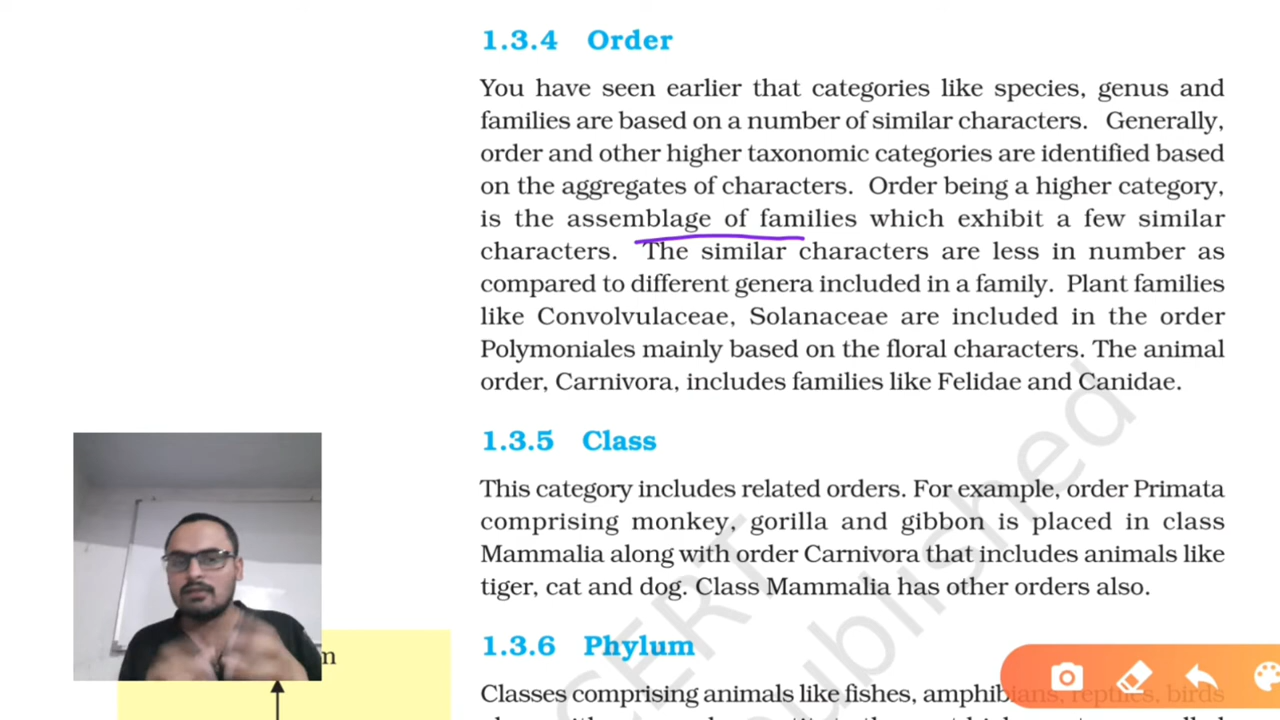 1.3.4 Order
You have seen earlier that categories like species, genus and
families are based on a number of similar characters. Generally,
order and other higher taxonomic categories are identified based
on the aggregates of characters. Order being a higher category,
is the assemblage of families which exhibit a few similar
characters. The similar characters are less in number as
compared to different genera included in a family. Plant families
like Convolvulaceae, Solanaceae are included in the order
Polymoniales mainly based on the floral characters. The animal
order, Carnivora, includes families like Felidae and Canidae.
1.3.5 Class
This category includes related orders. For example, order Primata
comprising monkey, gorilla and gibbon is placed in class
Mammalia along with order Carnivora that includes animals like
tiger, cat and dog. Class Mammalia has other orders also.
1.3.6 Phylum
Classes comprising animals like fishes, amphibians, reptiles, birds